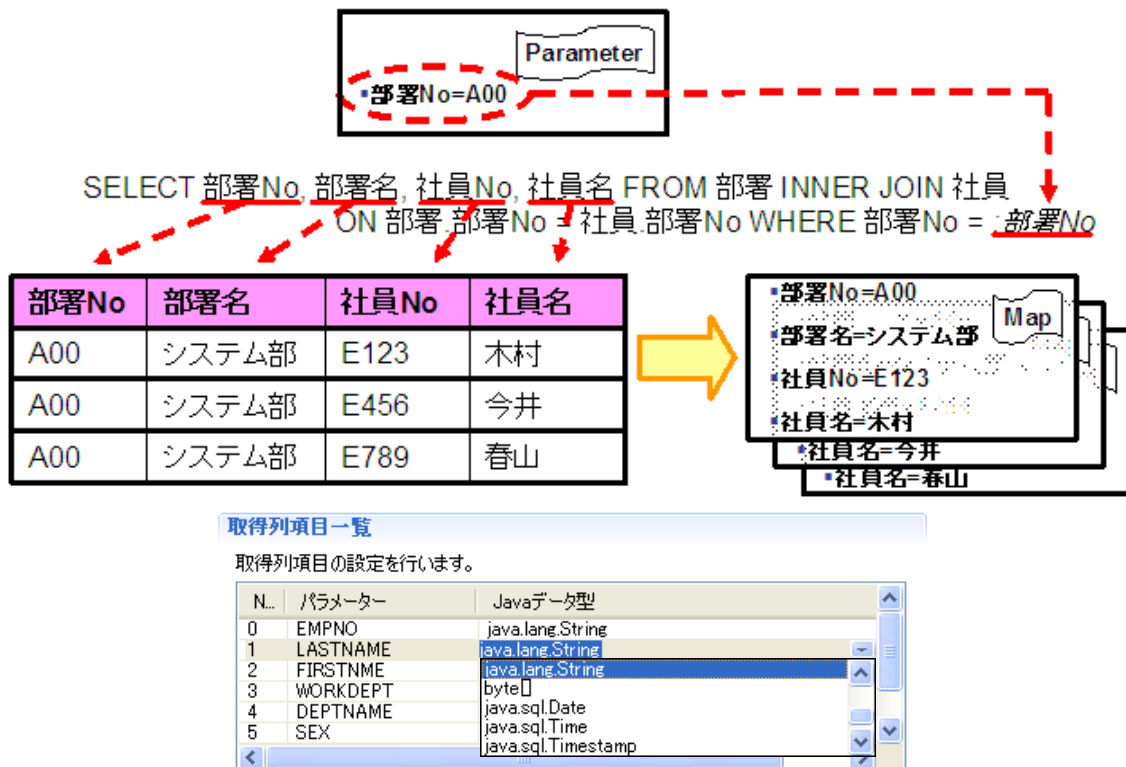 Parameter
▪部署No=A00
SELECT 部署No, 部署名, 社員No, 社員名 FROM 部署 INNER JOIN 社員
ON 部署.部署No = 社員.部署No WHERE 部署No = :部署No
部署No 部署名 社員No 社員名
A00 システム部 E123 木村
A00 システム部 E456 今井
A00 システム部 E789 春山
▪部署No=A00
Map
▪部署名=システム部
▪社員No=E123
▪社員名=木村
▪社員名=今井
▪社員名=春山
取得列項目一覧
取得列項目の設定を行います。
N... パラメーター Javaデータ型
0 EMPNO java.lang.String
1 LASTNAME java.lang.String
2 FIRSTNME java.lang.String
3 WORKDEPT byte[]
4 DEPTNAME java.sql.Date
5 SEX java.sql.Time
java.sql.Timestamp